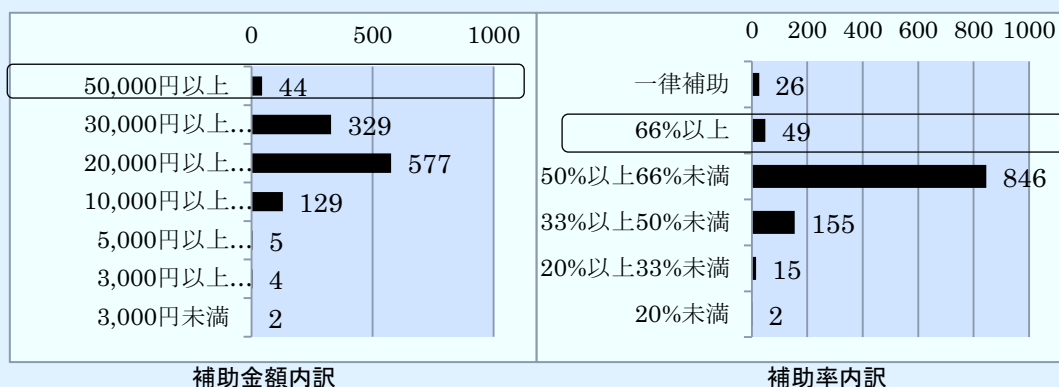 0 500 1000
50,000円以上 44
30,000円以上... 329
20,000円以上... 577
10,000円以上... 129
5,000円以上... 5
3,000円以上... 4
3,000円未満 2
補助金額内訳
0 200 400 600 800 1000
一律補助 26
66%以上 49
50%以上66%未満 846
33%以上50%未満 155
20%以上33%未満 15
20%未満 2
補助率内訳